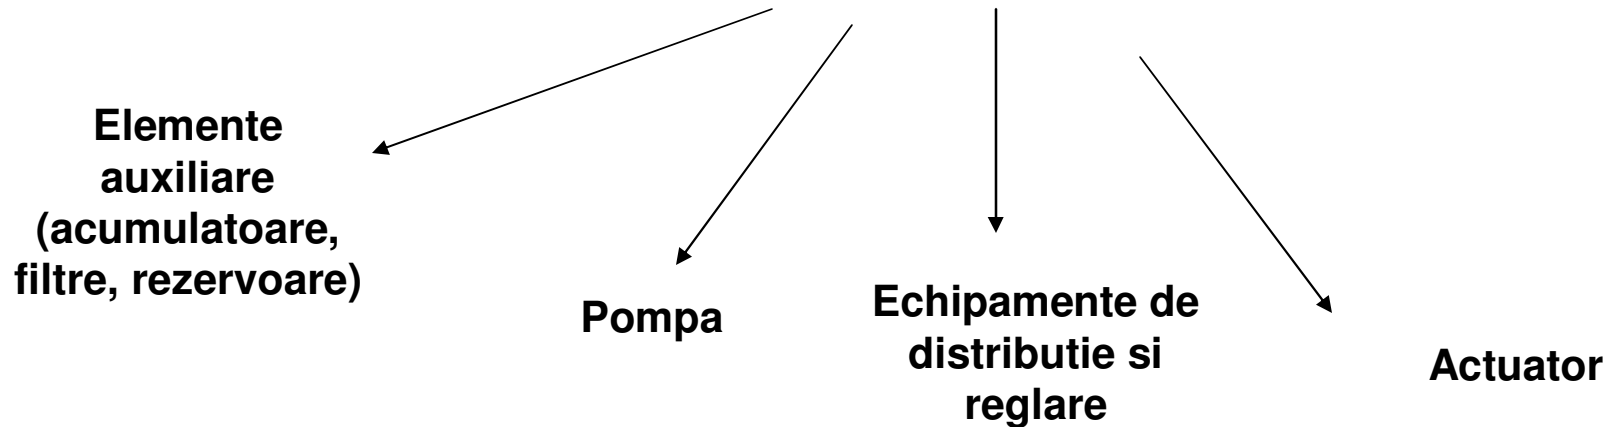 Elemente
auxiliare
(acumulatoare,
filtre, rezervoare)
Pompa
Echipamente de
distributie si
reglare
Actuator